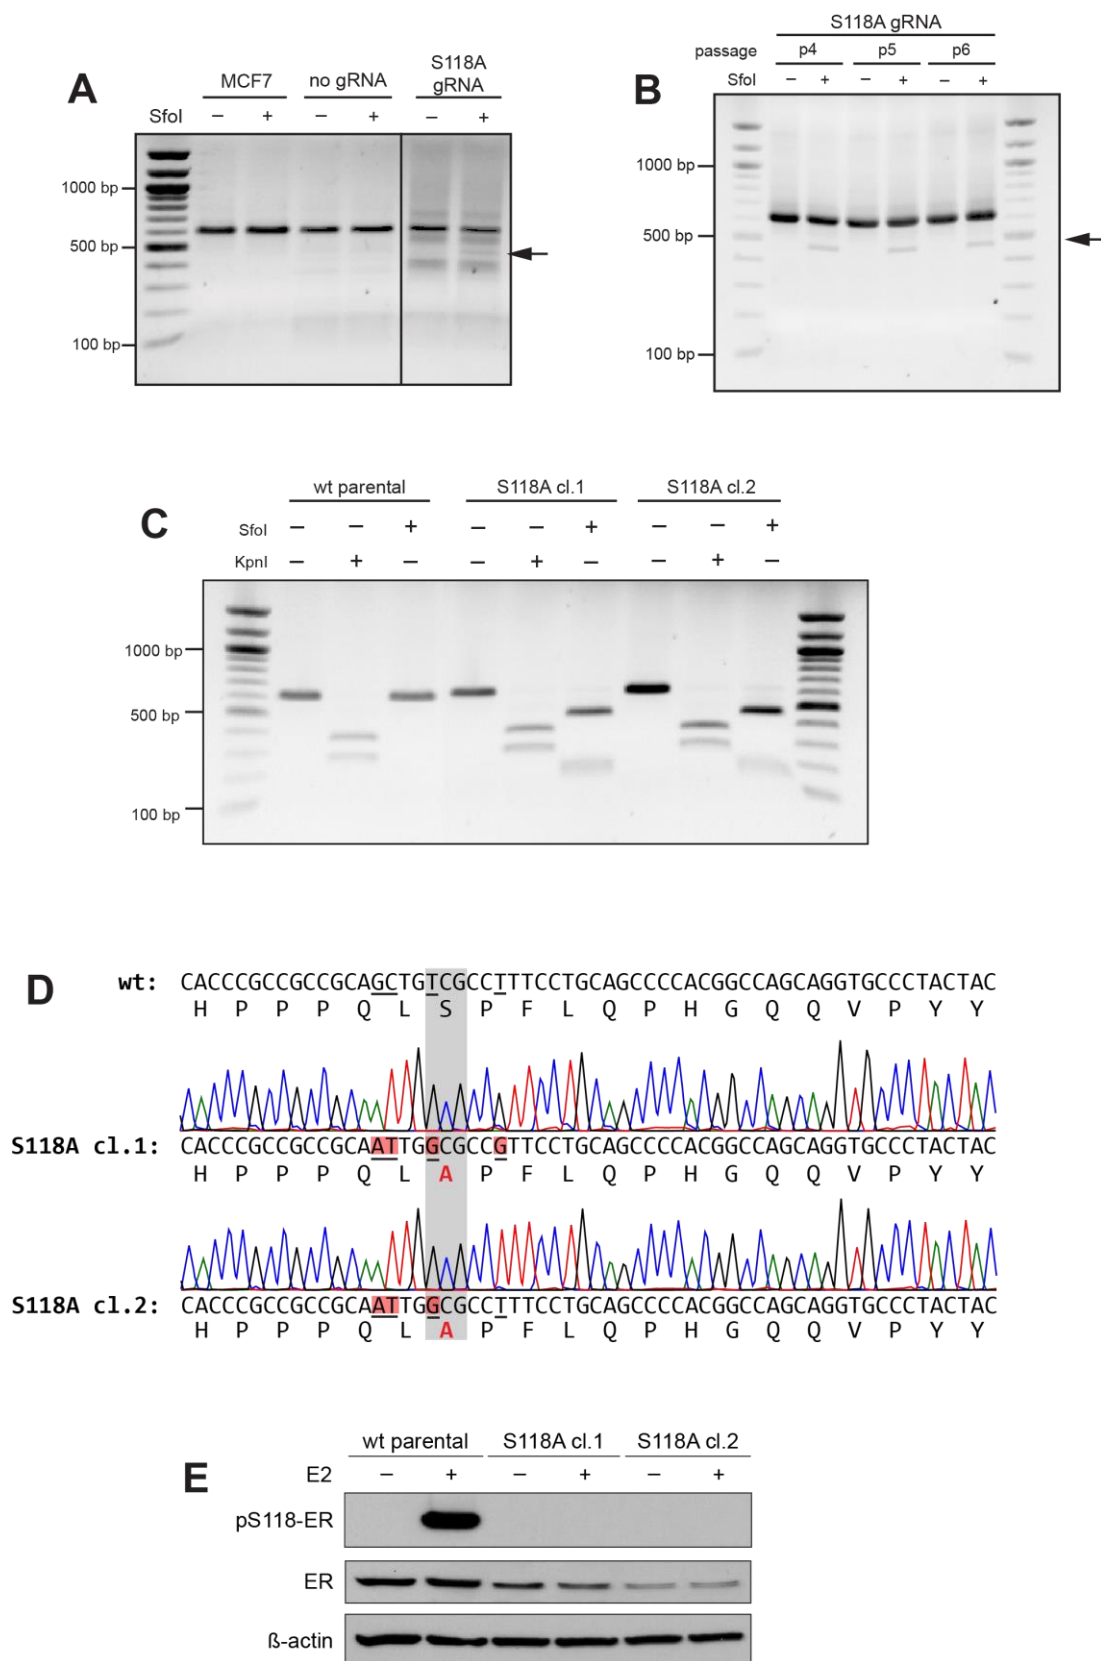 A
MCF7 no gRNA S118A gRNA
SfoI – + – + – +
1000 bp
500 bp
100 bp
B
S118A gRNA
passage p4 p5 p6
SfoI – + – + – +
1000 bp
500 bp
100 bp
C
wt parental S118A cl.1 S118A cl.2
SfoI – – + – – + – – +
KpnI – + – – + – – + –
1000 bp
500 bp
100 bp
D
wt: CACCCGCCGCCGCAGCTGTCGCCTTTCCTGCAGCCCCACGGCCAGCAGGTGCCCTACTAC
H P P P Q L S P F L Q P H G Q Q V P Y Y
S118A cl.1: CACCCGCCGCCGCAATTGGCGCCGTTCCTGCAGCCCCACGGCCAGCAGGTGCCCTACTAC
H P P P Q L A P F L Q P H G Q Q V P Y Y
S118A cl.2: CACCCGCCGCCGCAATTGGCGCCTTTCCTGCAGCCCCACGGCCAGCAGGTGCCCTACTAC
H P P P Q L A P F L Q P H G Q Q V P Y Y
E
wt parental S118A cl.1 S118A cl.2
E2 – + – + – +
pS118-ER
ER
ß-actin